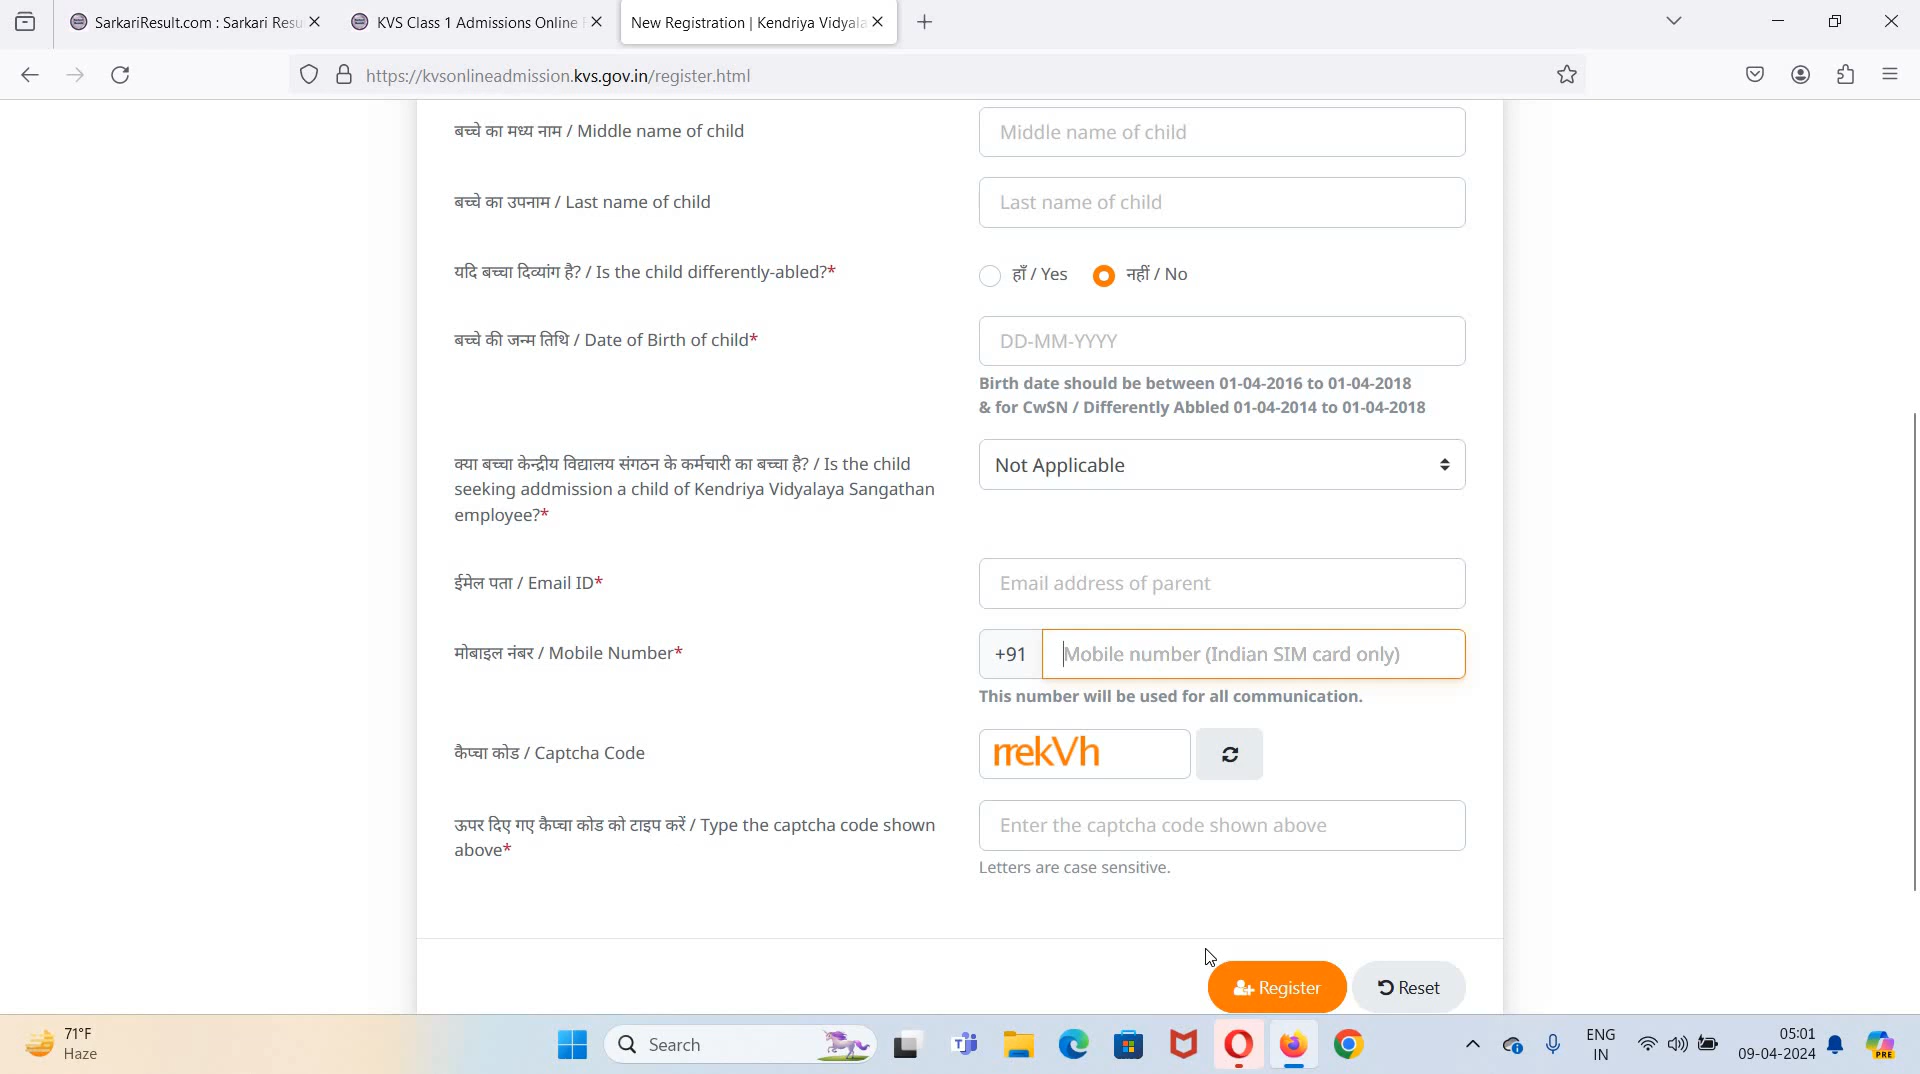 SarkariResult.com : Sarkari Resu
KVS Class 1 Admissions Online
New Registration | Kendriya Vidyala
https://kvsonlineadmission.kvs.gov.in/register.html
बच्चे का मध्य नाम / Middle name of child
Middle name of child
बच्चे का उपनाम / Last name of child
Last name of child
यदि बच्चा दिव्यांग है? / Is the child differently-abled?*
हाँ / Yes नहीं / No
बच्चे की जन्म तिथि / Date of Birth of child*
DD-MM-YYYY
Birth date should be between 01-04-2016 to 01-04-2018
& for CwSN / Differently Abbled 01-04-2014 to 01-04-2018
क्या बच्चा केन्द्रीय विद्यालय संगठन के कर्मचारी का बच्चा है? / Is the child
seeking addmission a child of Kendriya Vidyalaya Sangathan
employee?*
Not Applicable
ईमेल पता / Email ID*
Email address of parent
मोबाइल नंबर / Mobile Number*
+91 Mobile number (Indian SIM card only)
This number will be used for all communication.
कैप्चा कोड / Captcha Code
rrekVh
ऊपर दिए गए कैप्चा कोड को टाइप करें / Type the captcha code shown
above*
Enter the captcha code shown above
Letters are case sensitive.
Register Reset
71°F
Haze
Search
ENG
IN
05:01
09-04-2024
PRE